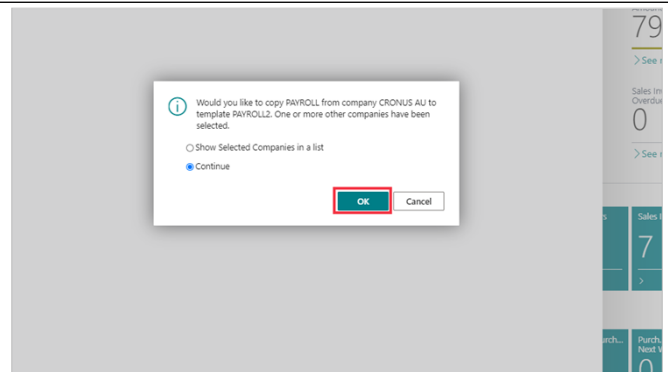 79
See
Sales In
Overdue
0
See
Would you like to copy PAYROLL from company CRONUS AU to
template PAYROLL2. One or more other companies have been
selected.
Show Selected Companies in a list
Continue
OK
Cancel
s
Sales I
7
urch...
Purch.
Next
0